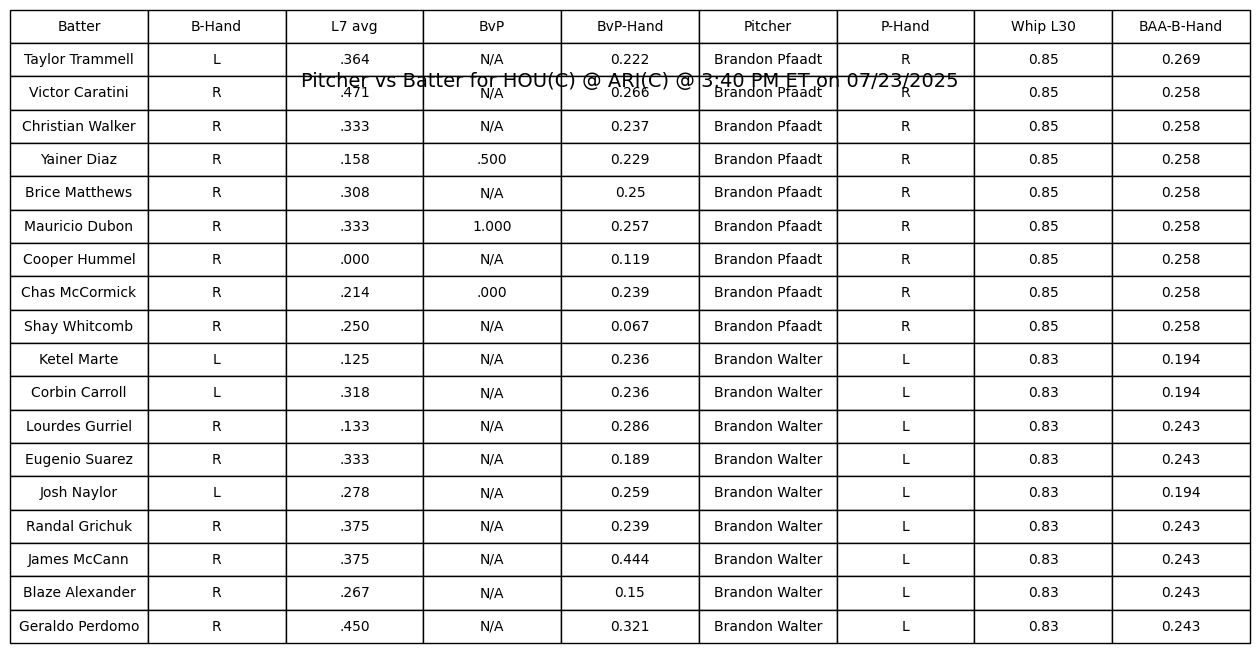 Batter B-Hand L7 avg BvP BvP-Hand Pitcher P-Hand Whip L30 BAA-B-Hand
Taylor Trammell L .364 N/A 0.222 Brandon Pfaadt R 0.85 0.269
Pitcher vs Batter for HOU(C) @ ARI(C) @ 3:40 PM ET on 07/23/2025
Victor Caratini R .471 N/A 0.266 Brandon Pfaadt R 0.85 0.258
Christian Walker R .333 N/A 0.237 Brandon Pfaadt R 0.85 0.258
Yainer Diaz R .158 .500 0.229 Brandon Pfaadt R 0.85 0.258
Brice Matthews R .308 N/A 0.25 Brandon Pfaadt R 0.85 0.258
Mauricio Dubon R .333 1.000 0.257 Brandon Pfaadt R 0.85 0.258
Cooper Hummel R .000 N/A 0.119 Brandon Pfaadt R 0.85 0.258
Chas McCormick R .214 .000 0.239 Brandon Pfaadt R 0.85 0.258
Shay Whitcomb R .250 N/A 0.067 Brandon Pfaadt R 0.85 0.258
Ketel Marte L .125 N/A 0.236 Brandon Walter L 0.83 0.194
Corbin Carroll L .318 N/A 0.236 Brandon Walter L 0.83 0.194
Lourdes Gurriel R .133 N/A 0.286 Brandon Walter L 0.83 0.243
Eugenio Suarez R .333 N/A 0.189 Brandon Walter L 0.83 0.243
Josh Naylor L .278 N/A 0.259 Brandon Walter L 0.83 0.194
Randal Grichuk R .375 N/A 0.239 Brandon Walter L 0.83 0.243
James McCann R .375 N/A 0.444 Brandon Walter L 0.83 0.243
Blaze Alexander R .267 N/A 0.15 Brandon Walter L 0.83 0.243
Geraldo Perdomo R .450 N/A 0.321 Brandon Walter L 0.83 0.243